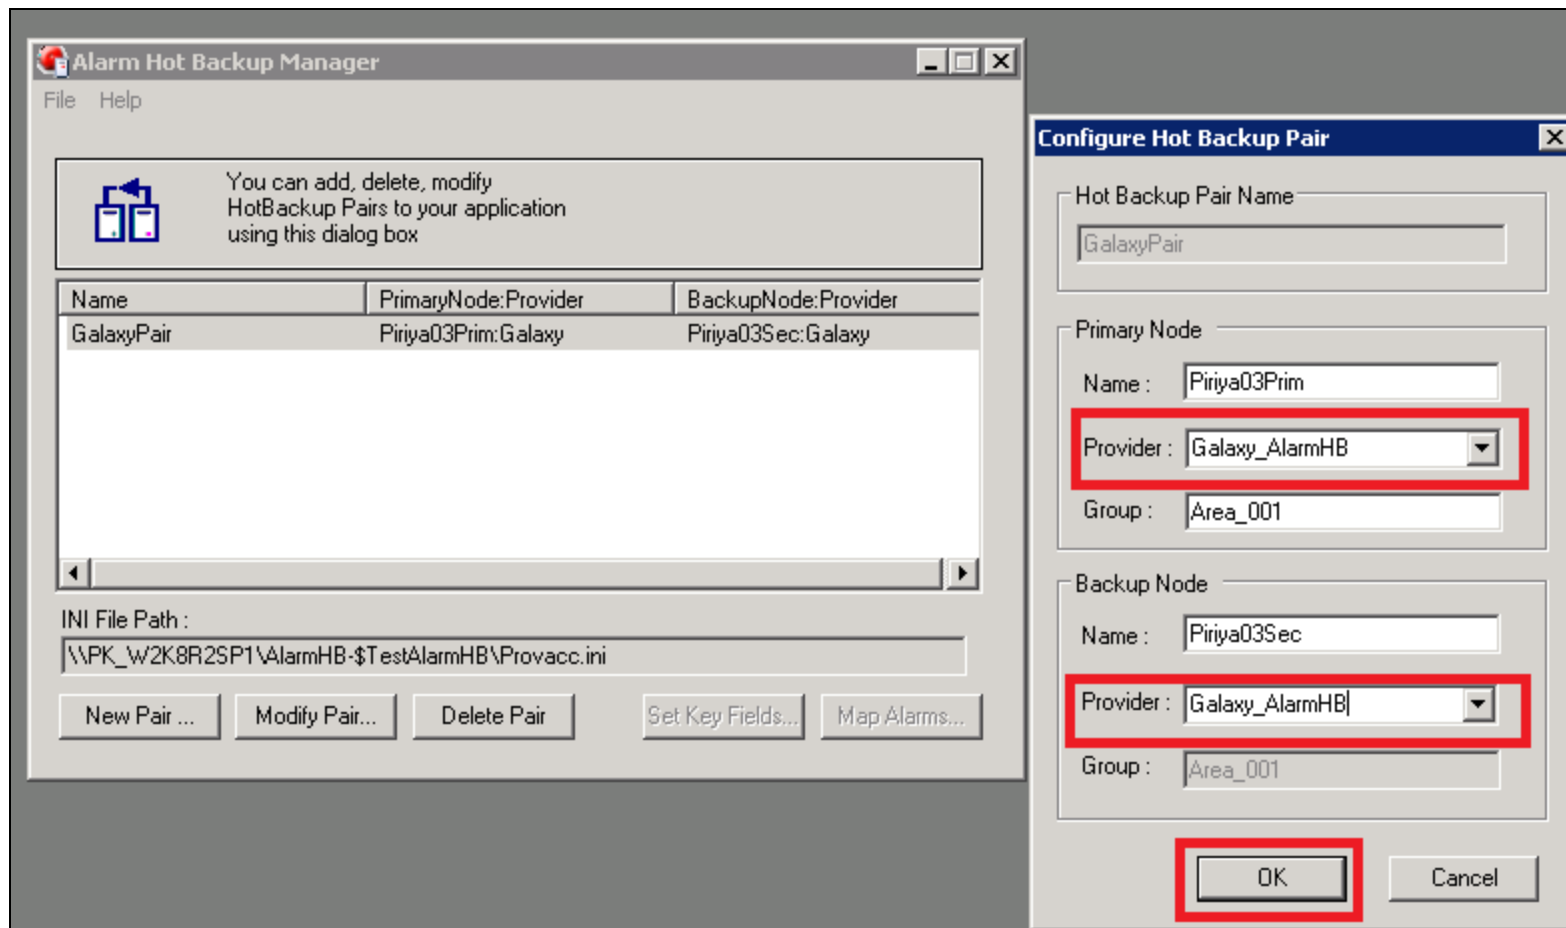 Alarm Hot Backup Manager
File Help
You can add, delete, modify
HotBackup Pairs to your application
using this dialog box
Name PrimaryNode:Provider BackupNode:Provider
GalaxyPair Piriya03Prim:Galaxy Piriya03Sec:Galaxy
INI File Path :
\\PK_W2K8R2SP1\AlarmHB-$TestAlarmHB\Provacc.ini
New Pair ... Modify Pair... Delete Pair Set Key Fields... Map Alarms...
Configure Hot Backup Pair
Hot Backup Pair Name
GalaxyPair
Primary Node
Name : Piriya03Prim
Provider : Galaxy_AlarmHB
Group : Area_001
Backup Node
Name : Piriya03Sec
Provider : Galaxy_AlarmHB
Group : Area_001
OK Cancel